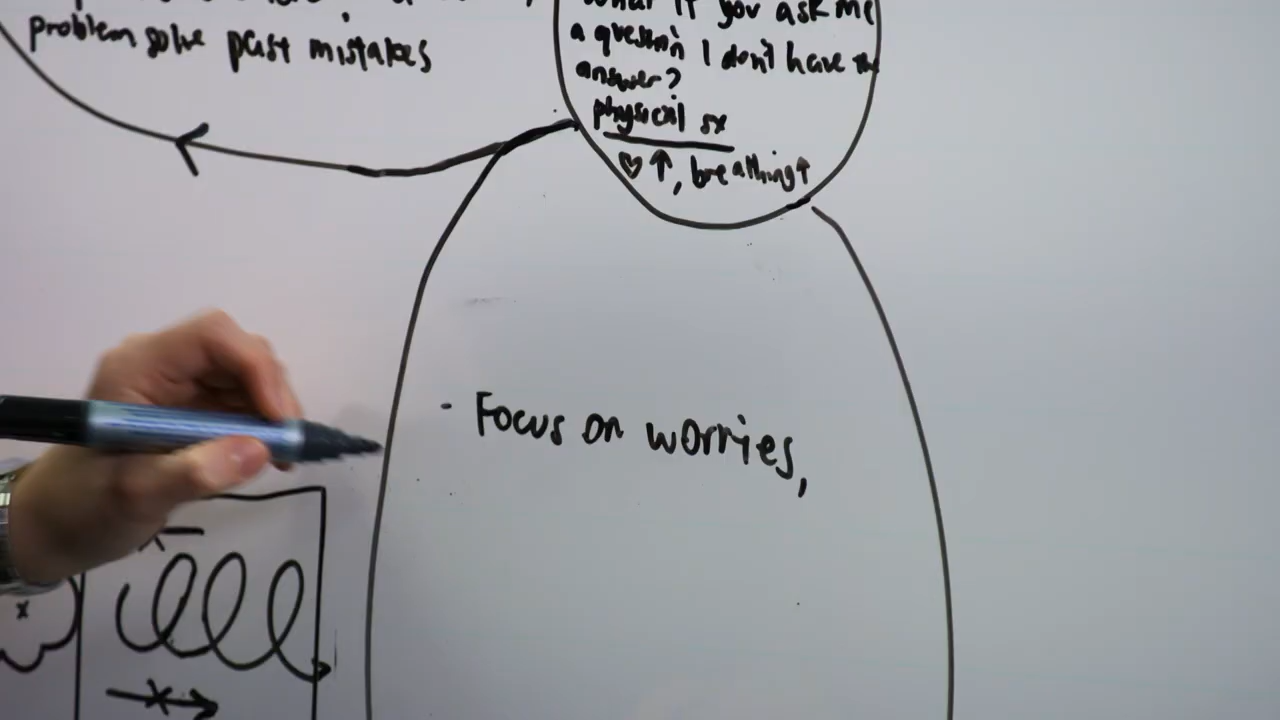 problem solve past mistakes
what if you ask me
a question I don't have the
answer?
physical sx
♡↑, breathing↑
- Focus on worries,